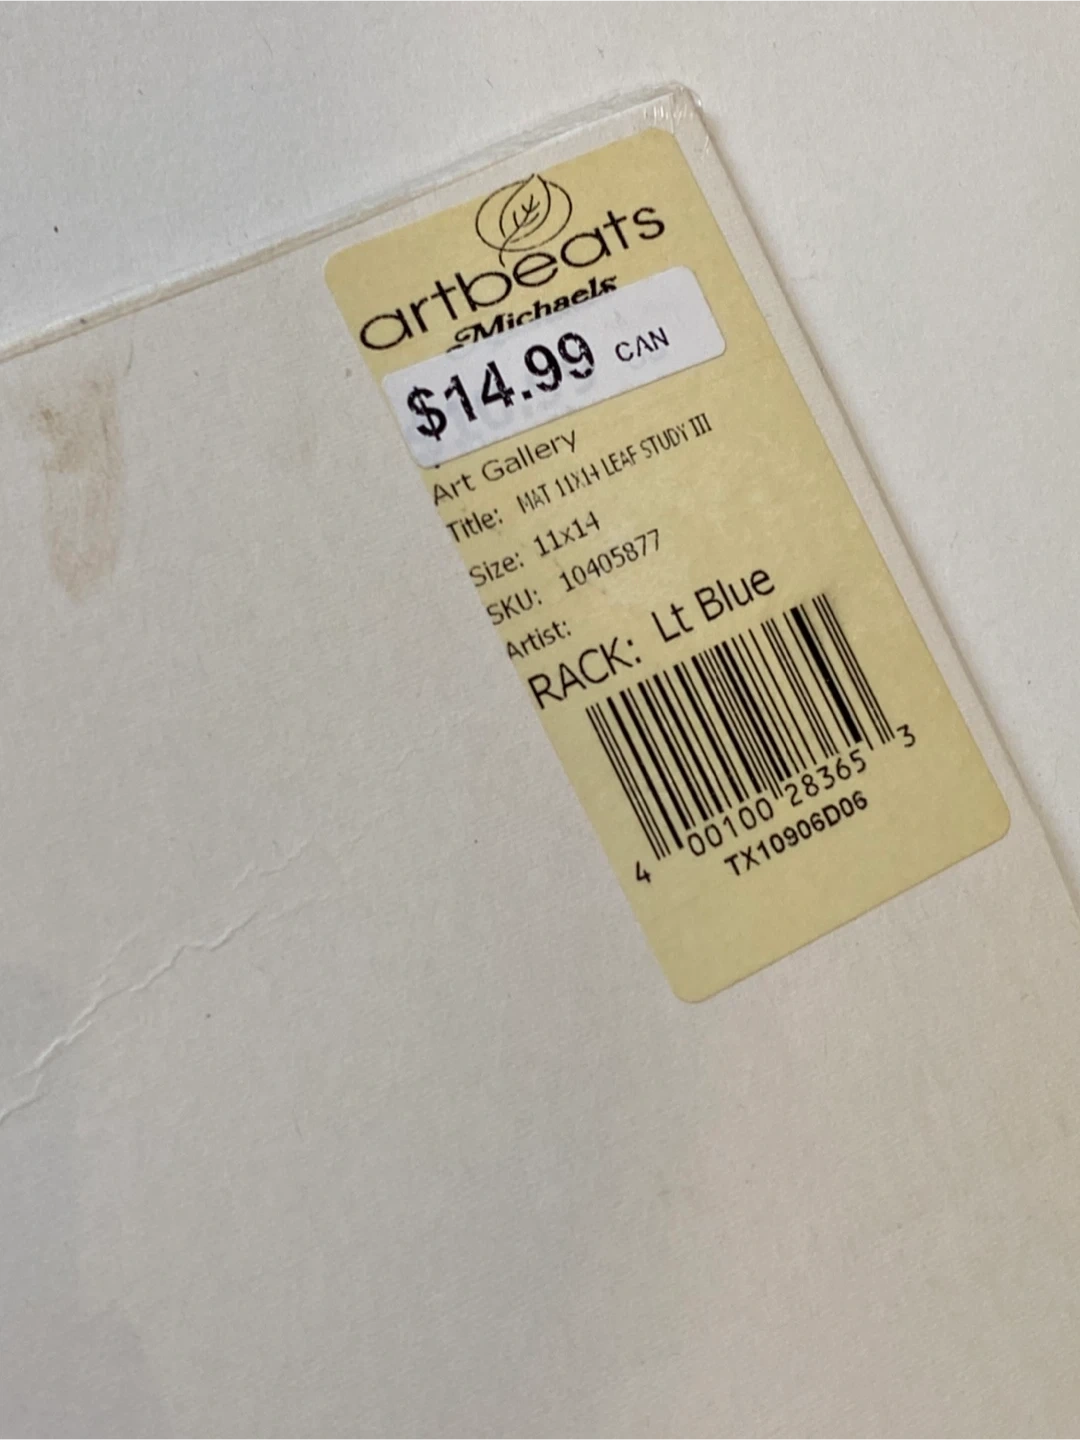 artbeats
Michaels
$14.99 CAN
Art Gallery
Title: MAT 11X14 LEAF STUDY III
Size: 11x14
SKU: 10405877
Artist:
RACK: Lt Blue
4 00100 28365 3
TX10906D06